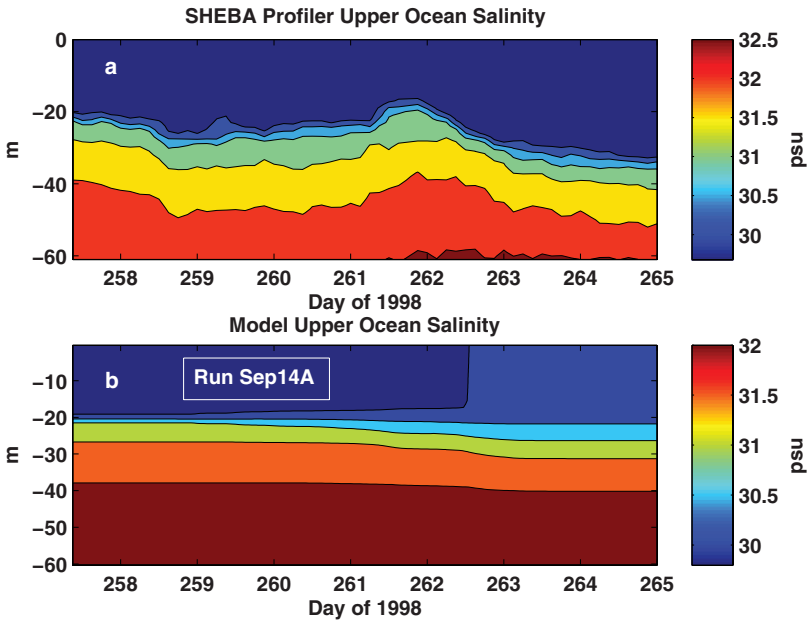 SHEBA Profiler Upper Ocean Salinity
a
0
−20
−40
−60
m
258 259 260 261 262 263 264 265
Day of 1998
32.5
32
31.5
31
30.5
30
psu
Model Upper Ocean Salinity
b
Run Sep14A
−10
−20
−30
−40
−50
−60
m
258 259 260 261 262 263 264 265
Day of 1998
32
31.5
31
30.5
30
psu